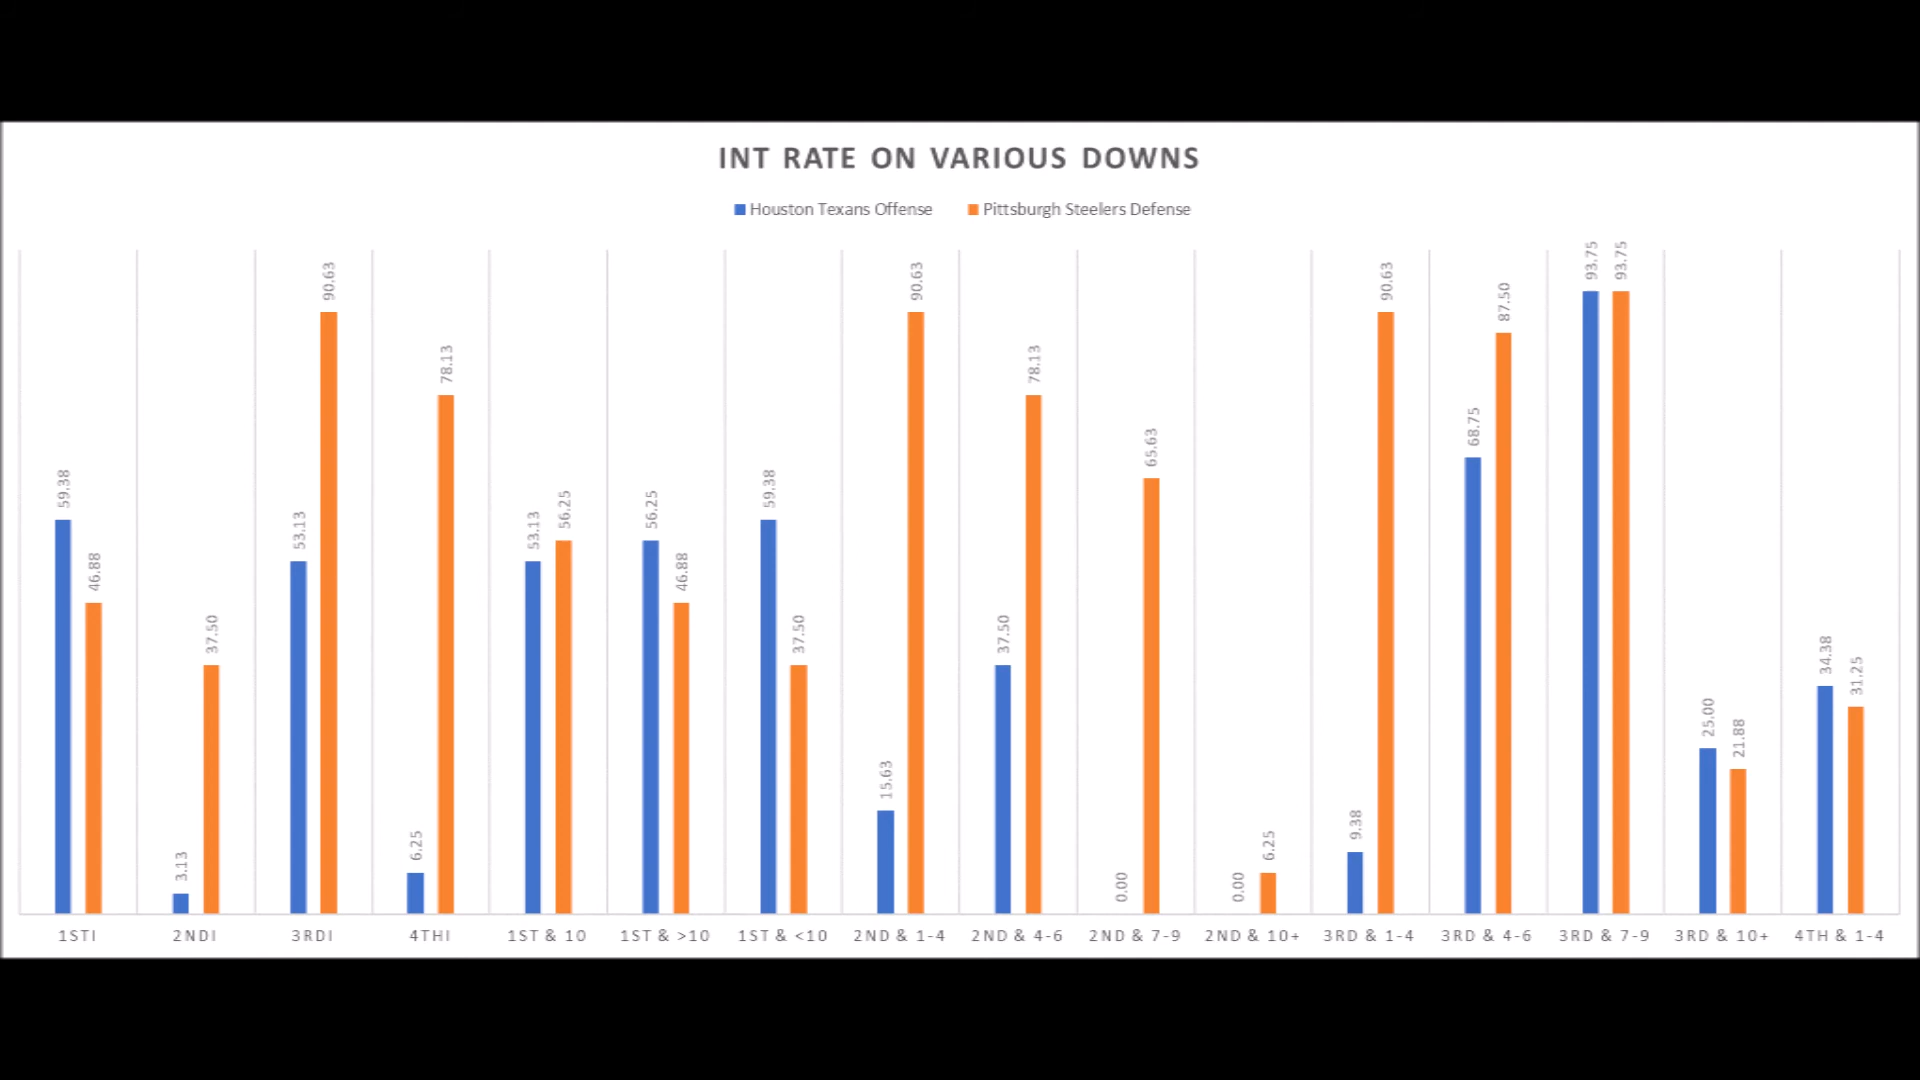 INT RATE ON VARIOUS DOWNS
Houston Texans Offense Pittsburgh Steelers Defense
59.38 46.88 3.13 37.50 53.13 90.63 6.25 78.13 53.13 56.25 56.25 46.88 59.38 37.50 15.63 90.63 37.50 78.13 0.00 65.63 0.00 6.25 9.38 90.63 68.75 87.50 93.75 93.75 25.00 21.88 34.38 31.25
1STI 2NDI 3RDI 4THI 1ST & 10 1ST & >10 1ST & <10 2ND & 1-4 2ND & 4-6 2ND & 7-9 2ND & 10+ 3RD & 1-4 3RD & 4-6 3RD & 7-9 3RD & 10+ 4TH & 1-4